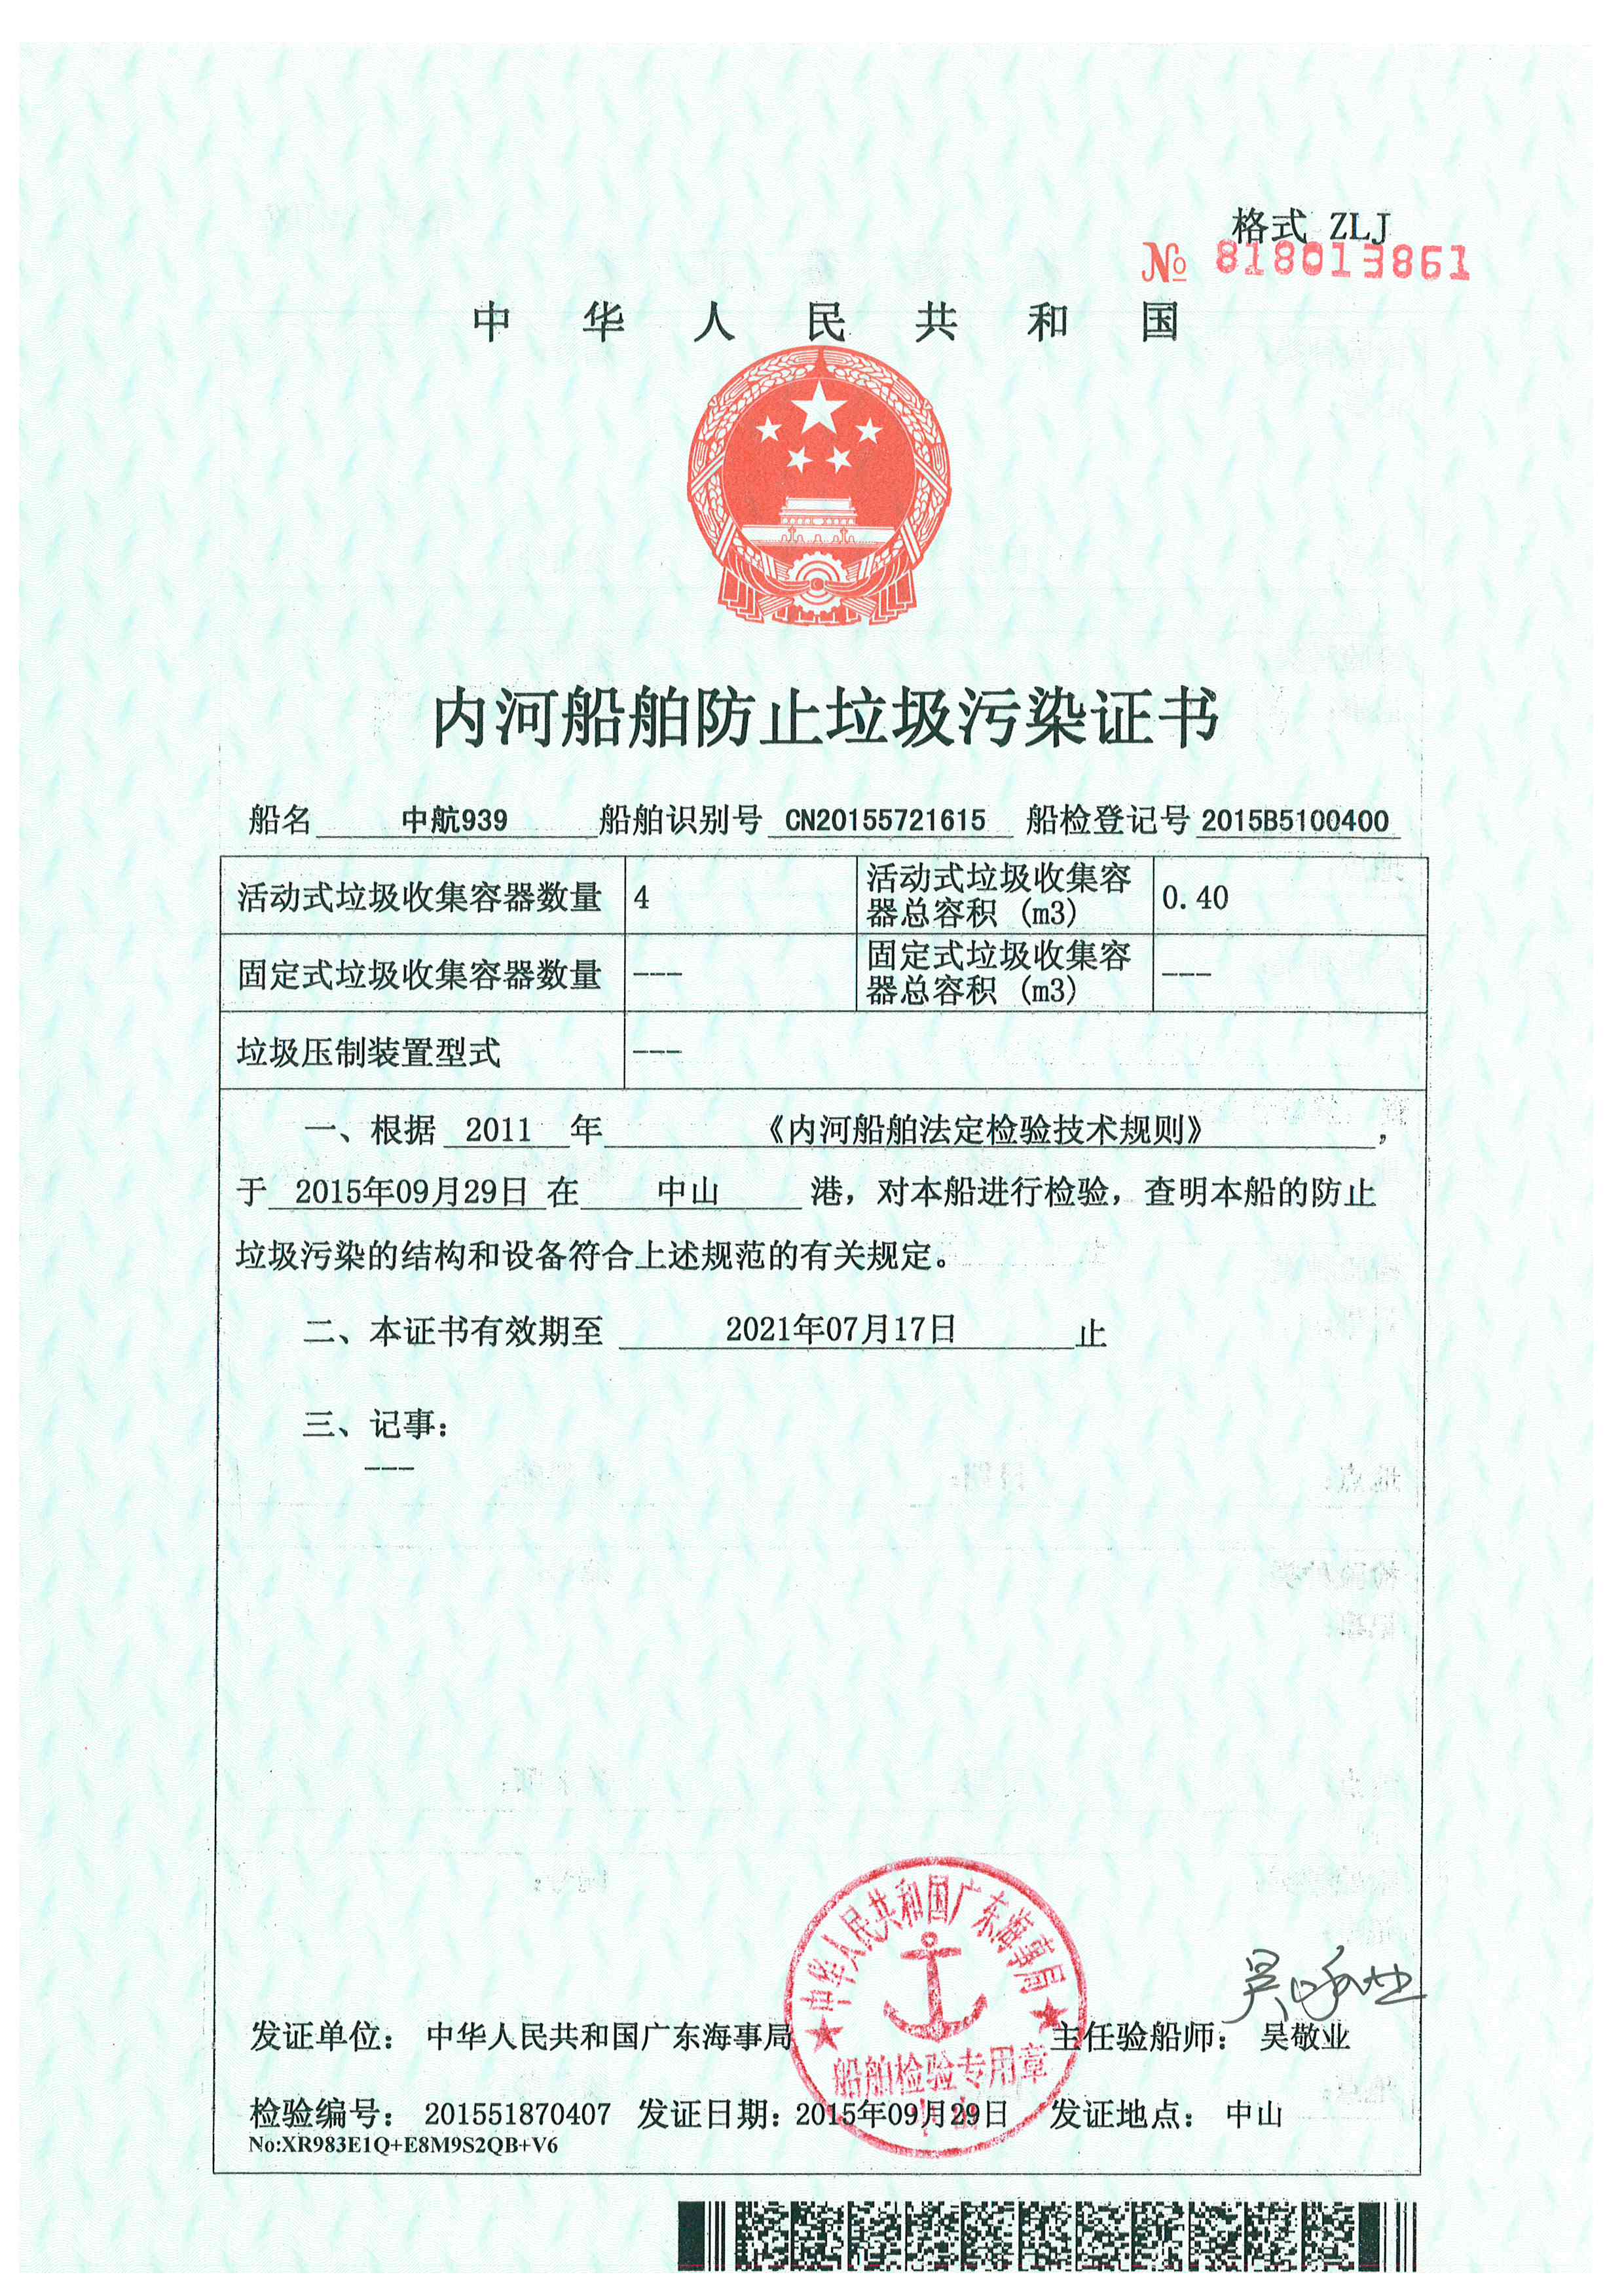 格式 ZLJ
№ 818013861
中华人民共和国
内河船舶防止垃圾污染证书
船名 中航939 船舶识别号 CN20155721615 船检登记号 2015B5100400
活动式垃圾收集容器数量 4 活动式垃圾收集容
器总容积 (m3) 0.40
固定式垃圾收集容器数量 --- 固定式垃圾收集容
器总容积 (m3) ---
垃圾压制装置型式 ---
一、根据 2011 年 《内河船舶法定检验技术规则》 ,
于 2015年09月29日 在 中山 港，对本船进行检验，查明本船的防止
垃圾污染的结构和设备符合上述规范的有关规定。
二、本证书有效期至 2021年07月17日 止
三、记事：
---
中华人民共和国广东海事局
船舶检验专用章
发证单位： 中华人民共和国广东海事局 主任验船师： 吴敬业
检验编号： 201551870407 发证日期：2015年09月29日 发证地点： 中山
No:XR983E1Q+E8M9S2QB+V6